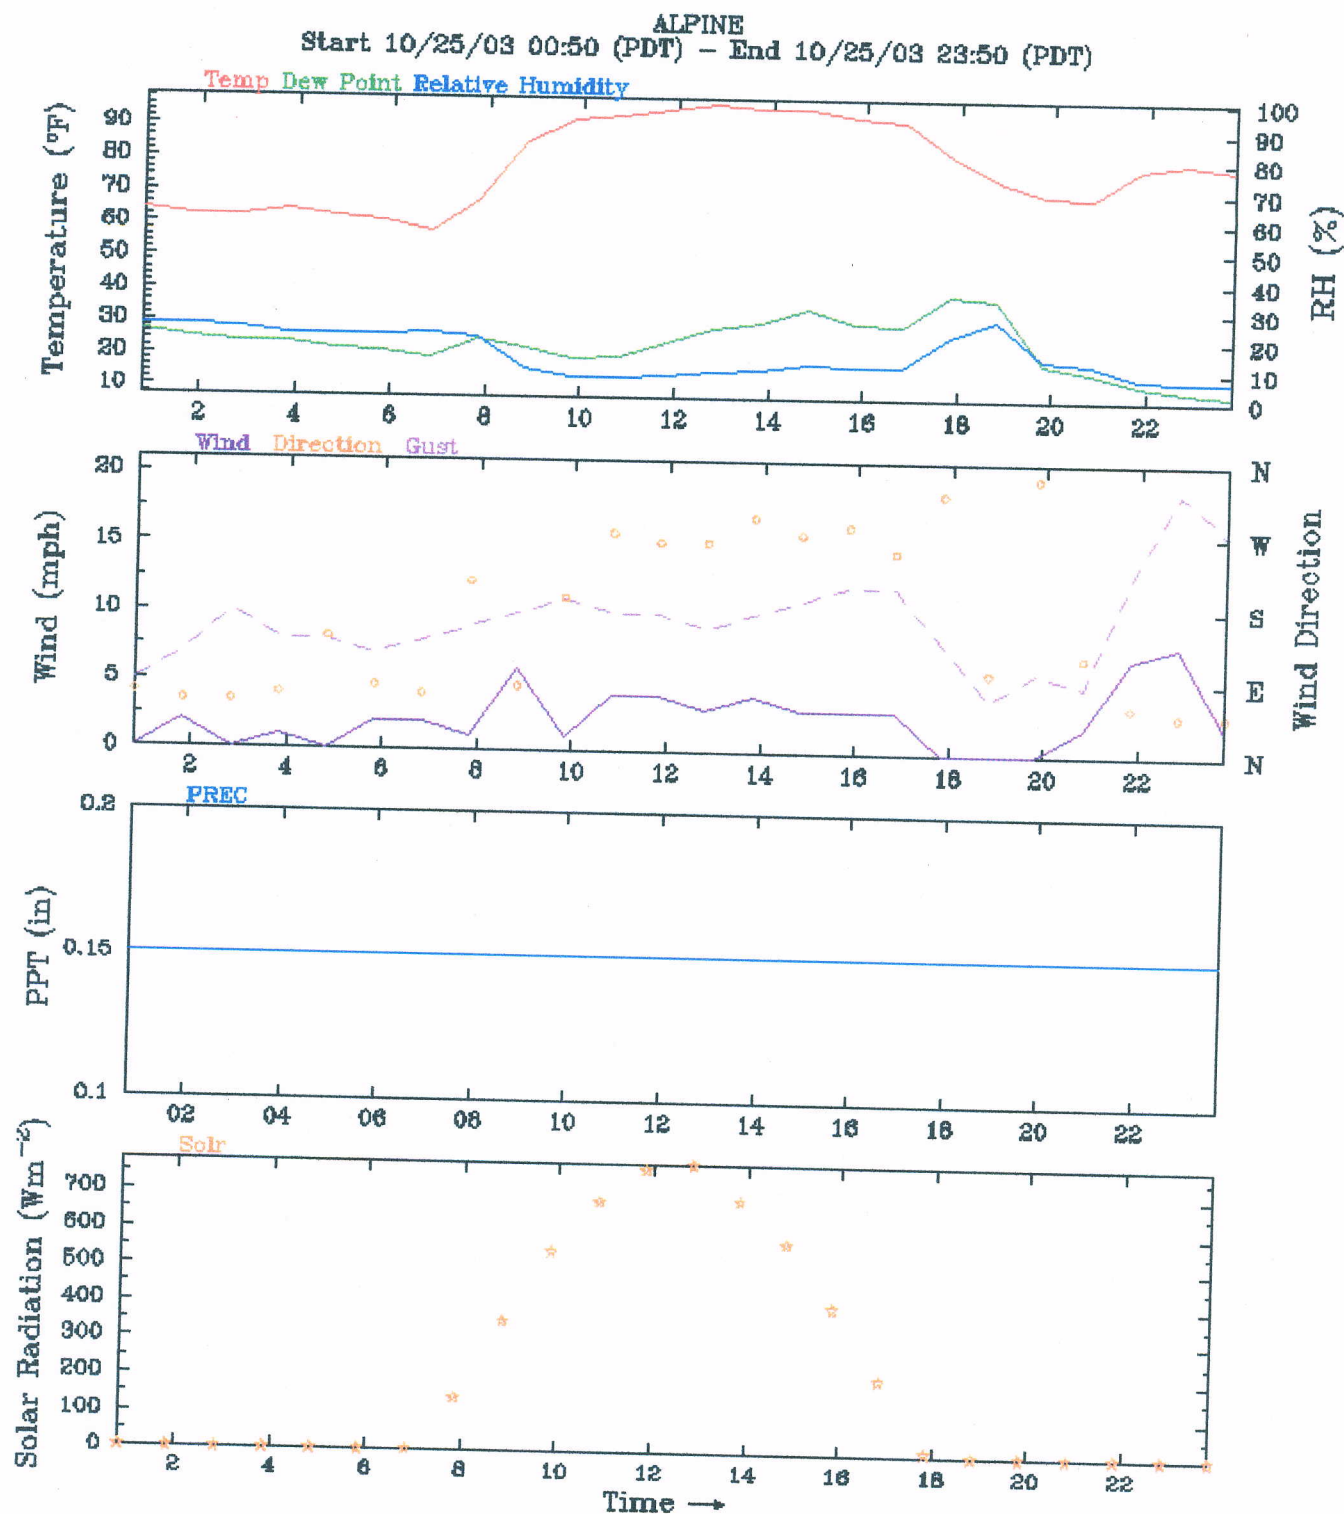 ALPINE
Start 10/25/03 00:50 (PDT) – End 10/25/03 23:50 (PDT)
Temp Dew Point Relative Humidity
Temperature (°F)
90
80
70
60
50
40
30
20
10
100
90
80
70
60
50
40
30
20
10
0
RH (%)
2 4 6 8 10 12 14 16 18 20 22
Wind Direction Gust
Wind (mph)
20
15
10
5
0
N
W
S
E
N
Wind Direction
2 4 6 8 10 12 14 16 18 20 22
PREC
PPT (in)
0.2
0.15
0.1
02 04 06 08 10 12 14 16 18 20 22
Solr
Solar Radiation (Wm⁻²)
700
600
500
400
300
200
100
0
2 4 6 8 10 12 14 16 18 20 22
Time →